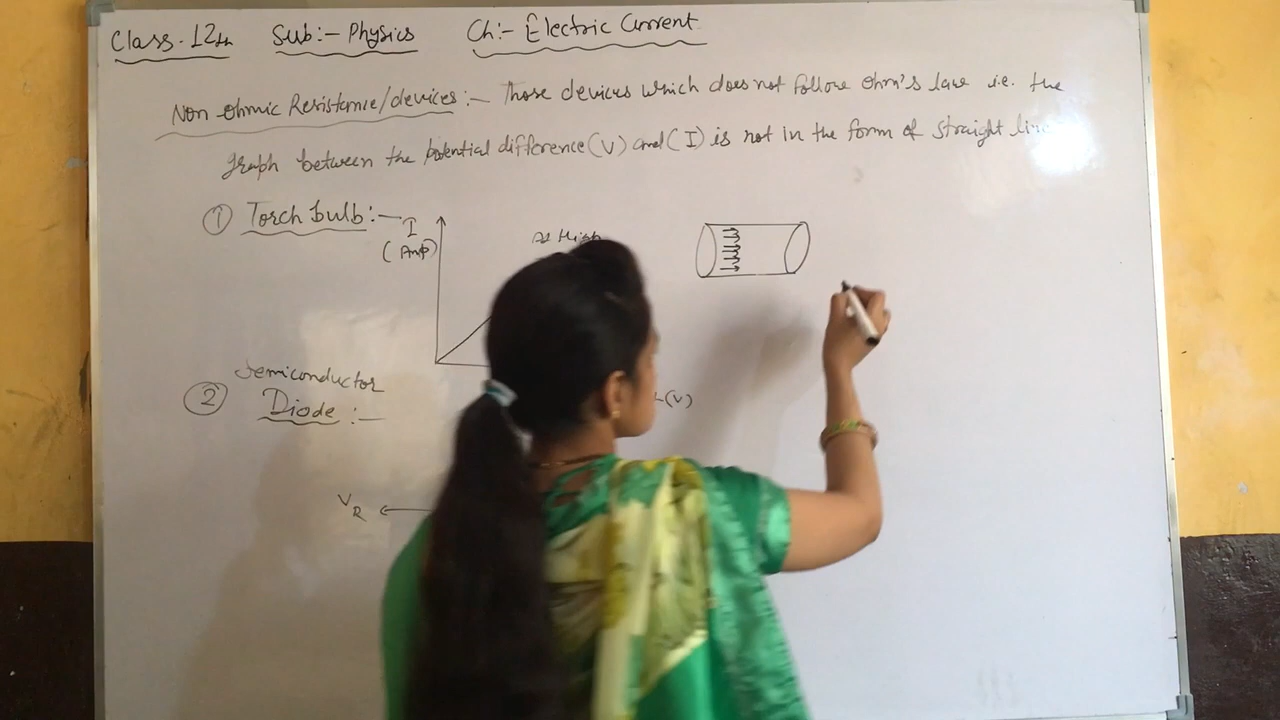 Class-12th Sub:- Physics Ch:- Electric Current
Non ohmic Resistance/devices:- Those devices which does not follow ohm's law i.e. the
graph between the potential difference (V) and (I) is not in the form of straight line
① Torch bulb:-
I
(Amp)
At High
(V)
② Semiconductor
Diode:-
VR